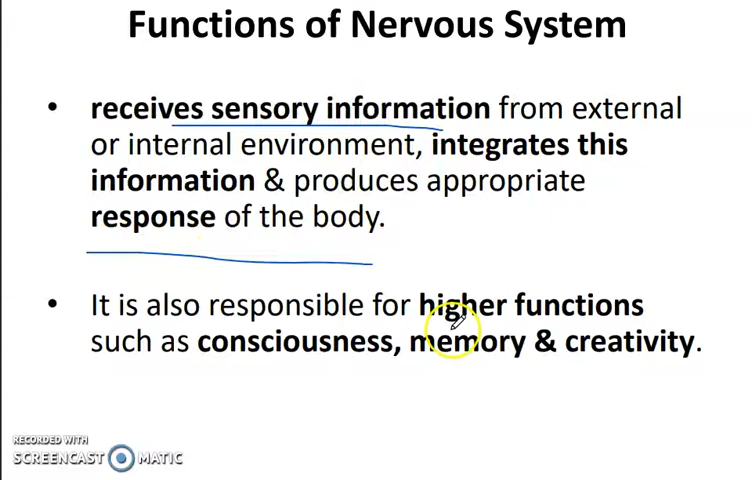 Functions of Nervous System
• receives sensory information from external
or internal environment, integrates this
information & produces appropriate
response of the body.
• It is also responsible for higher functions
such as consciousness, memory & creativity.
RECORDED WITH
SCREENCAST MATIC